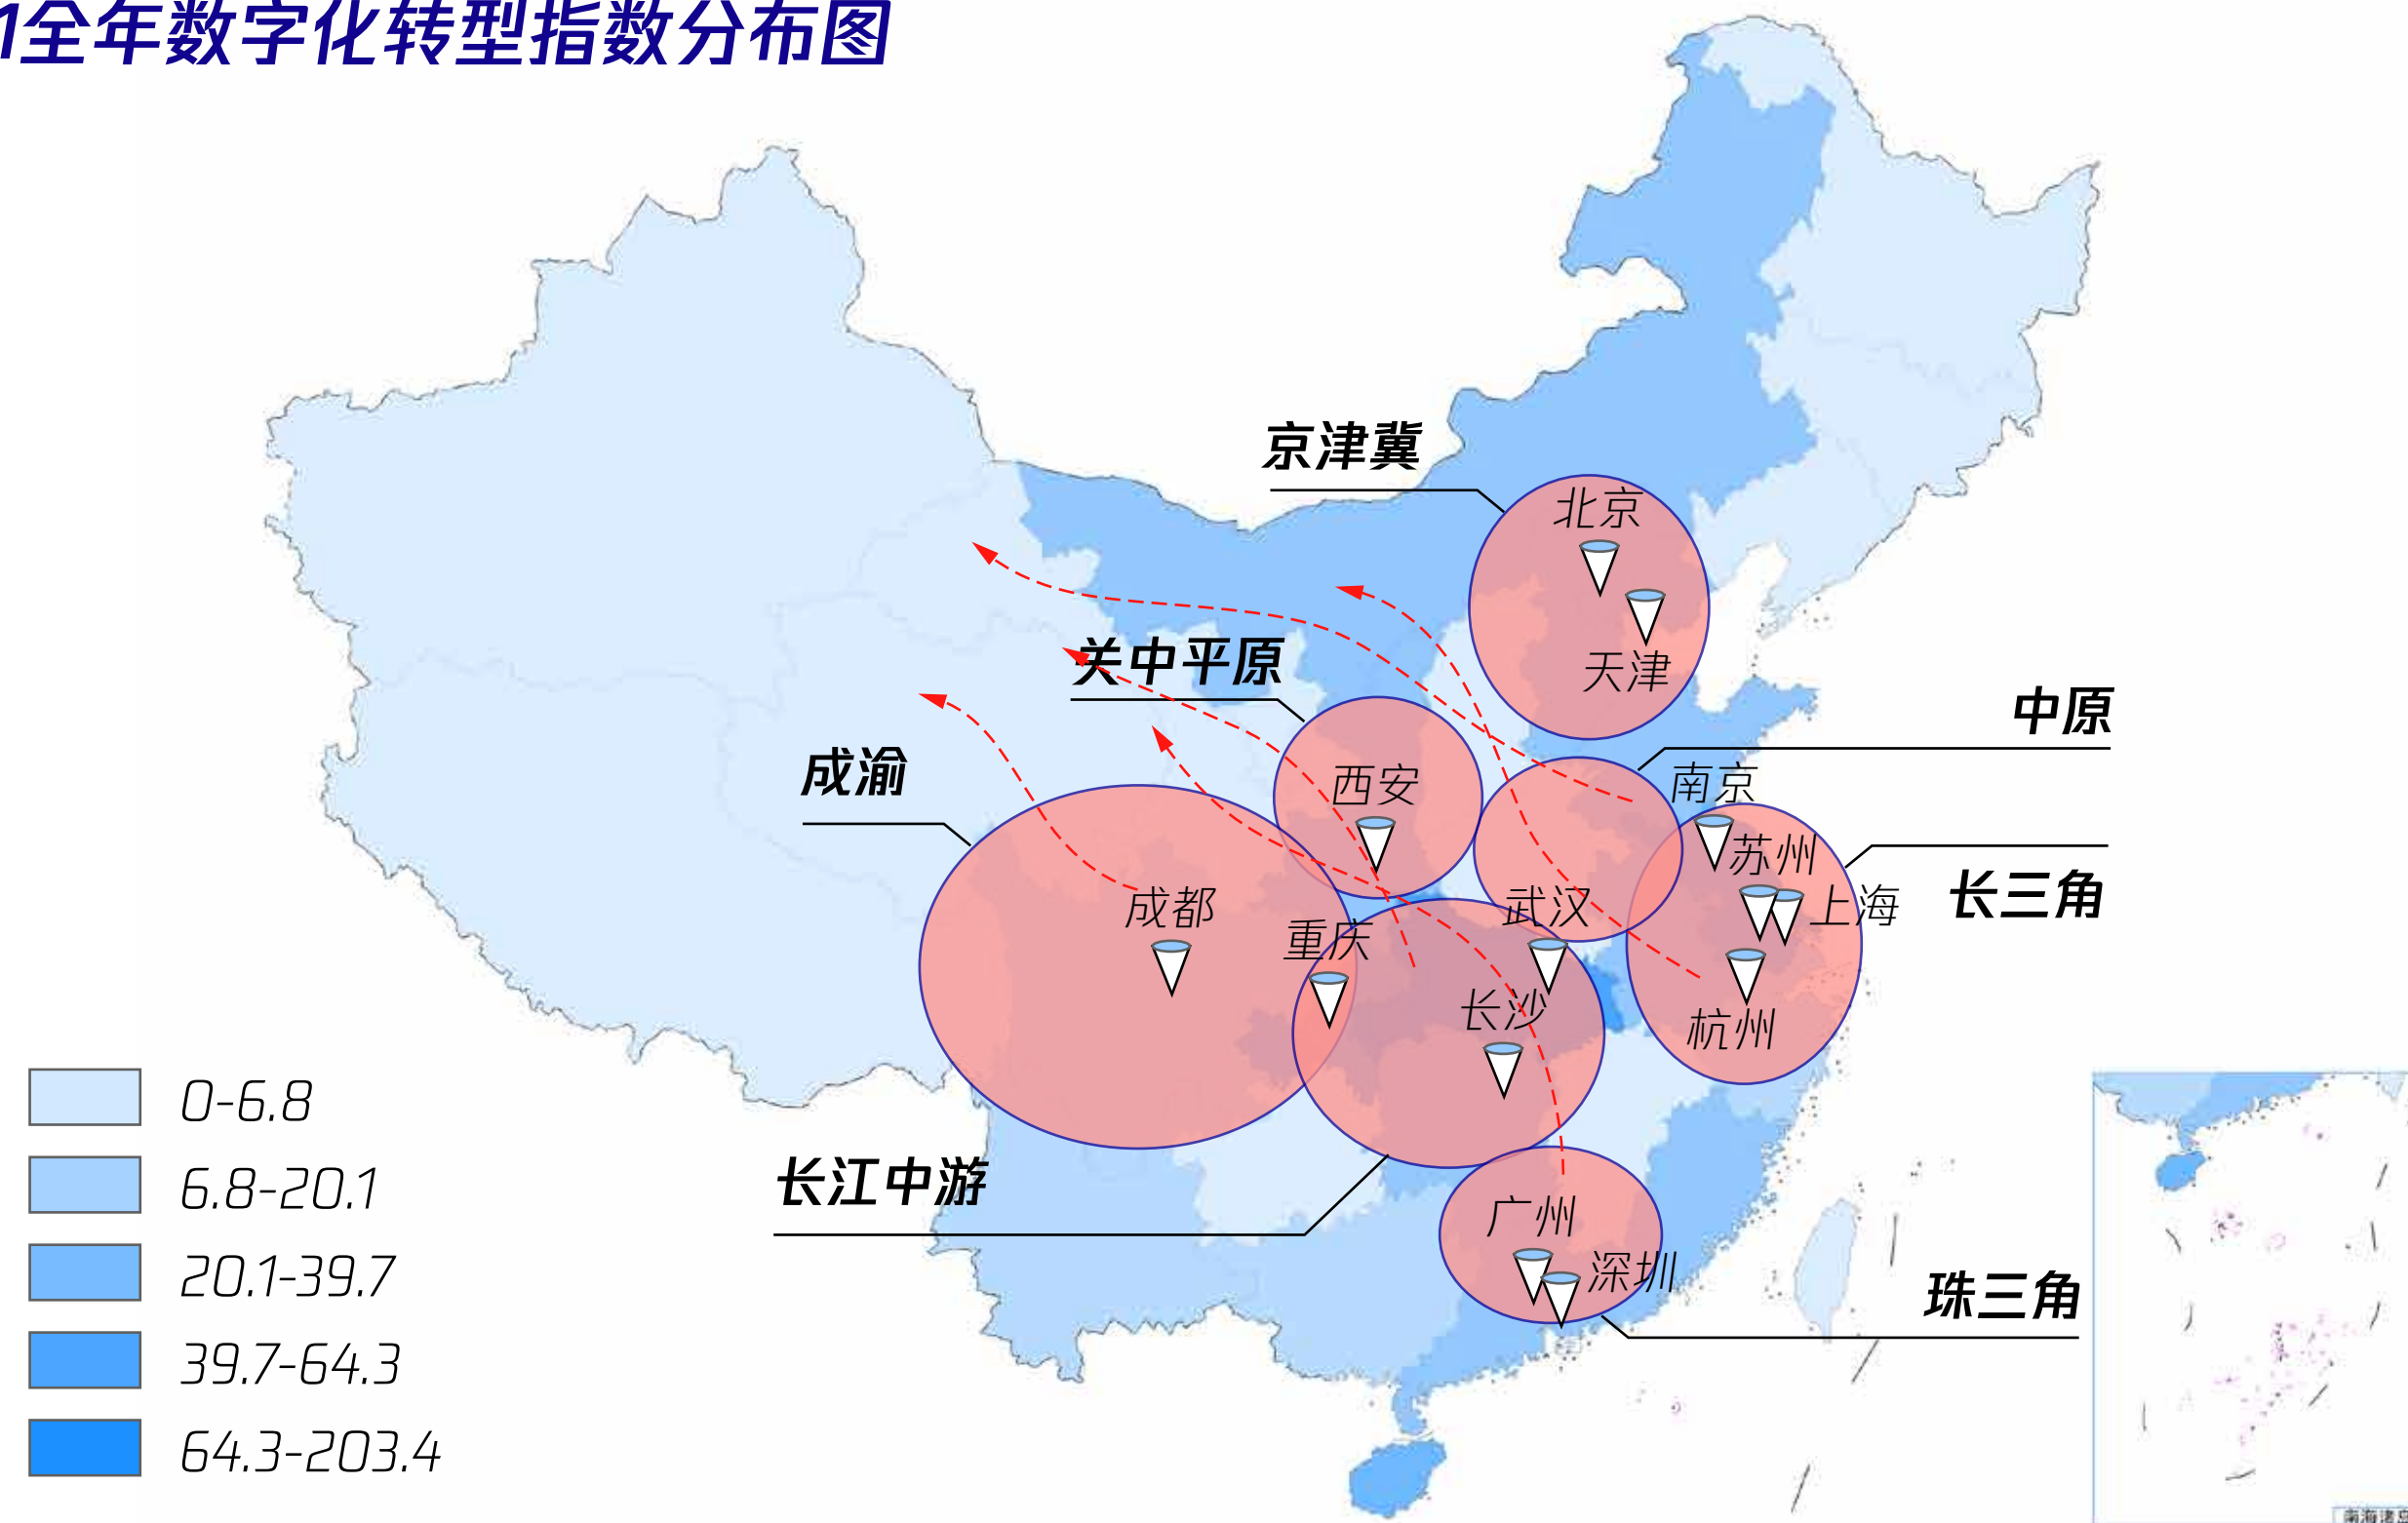 1全年数字化转型指数分布图
京津冀
北京
天津
关中平原
中原
成渝
西安
南京
苏州
长三角
成都
重庆
武汉
上海
长沙
杭州
长江中游
广州
深圳
珠三角
0-6.8
6.8-20.1
20.1-39.7
39.7-64.3
64.3-203.4
南海诸岛